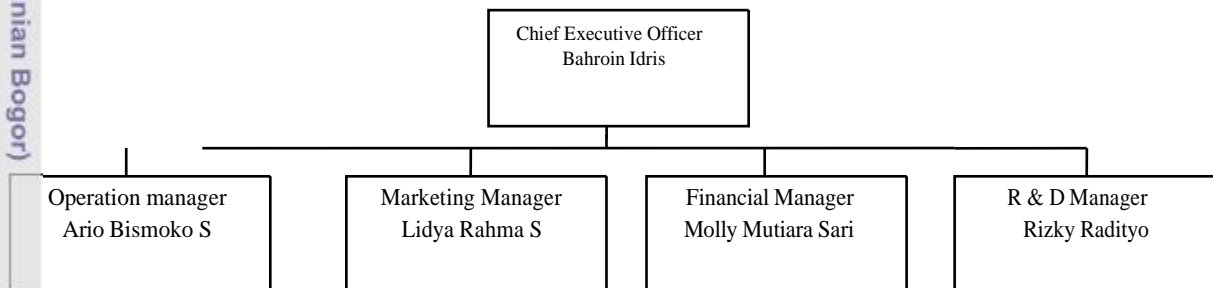 nian Bogor)
Chief Executive Officer
Bahroin Idris
Operation manager
Ario Bismoko S
Marketing Manager
Lidya Rahma S
Financial Manager
Molly Mutiara Sari
R & D Manager
Rizky Radityo